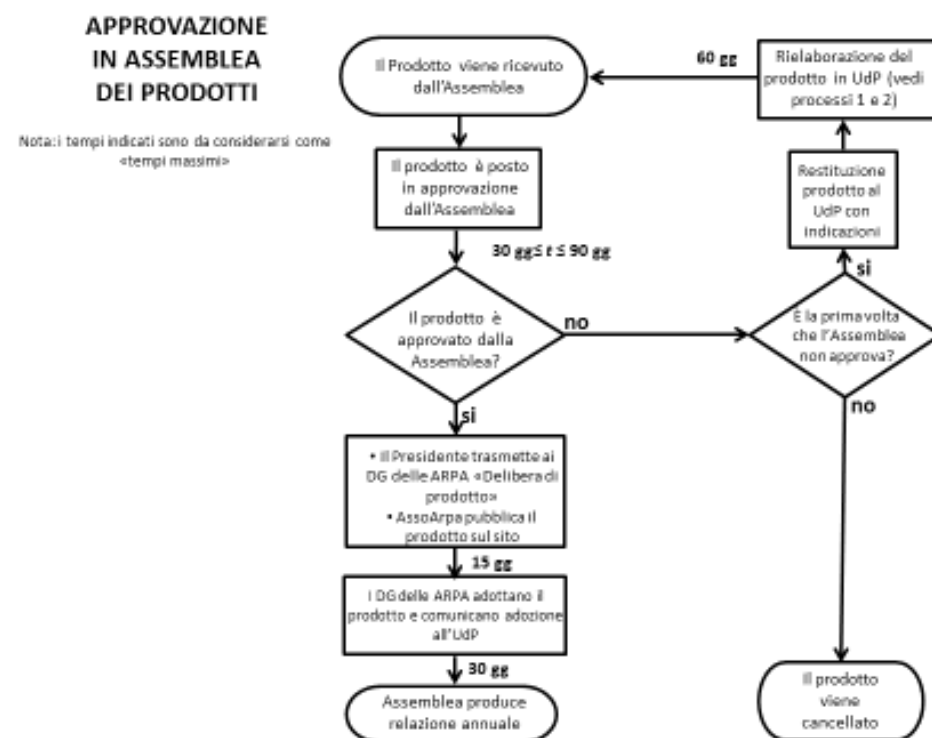 APPROVAZIONE
IN ASSEMBLEA
DEI PRODOTTI
Nota: i tempi indicati sono da considerarsi come
«tempi massimi»
Il Prodotto viene ricevuto
dall'Assemblea
60 gg
Rielaborazione del
prodotto in UdP (vedi
processi 1 e 2)
Il prodotto è posto
in approvazione
dall'Assemblea
Restituzione
prodotto al
UdP con
indicazioni
30 gg≤ t ≤ 90 gg
si
Il prodotto è
approvato dalla
Assemblea?
no
E la prima volta
che l'Assemblea
non approva?
si
no
• Il Presidente trasmette ai
DG delle ARPA «Delibera di
prodotto»
• AssoArpa pubblica il
prodotto sul sito
15 gg
I DG delle ARPA adottano il
prodotto e comunicano adozione
all'UdP
30 gg
Assemblea produce
relazione annuale
Il prodotto
viene
cancellato